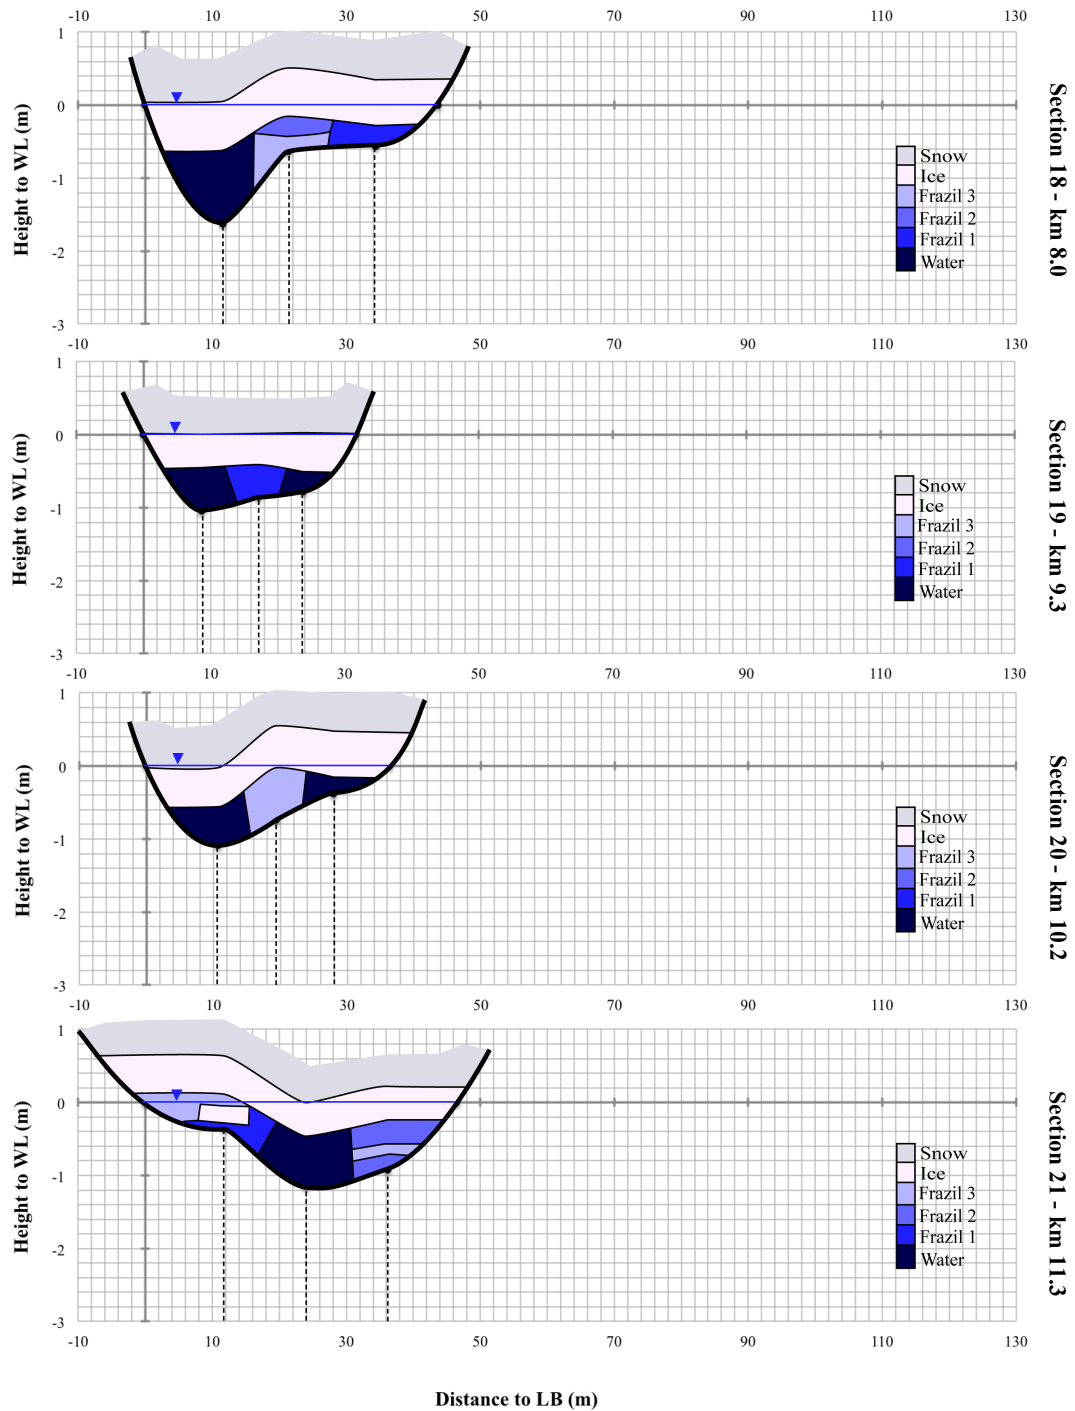 -10 10 30 50 70 90 110 130
1
0
-1
-2
-3
Height to WL (m)
Snow
Ice
Frazil 3
Frazil 2
Frazil 1
Water
Section 18 - km 8.0
-10 10 30 50 70 90 110 130
1
0
-1
-2
-3
Height to WL (m)
Snow
Ice
Frazil 3
Frazil 2
Frazil 1
Water
Section 19 - km 9.3
-10 10 30 50 70 90 110 130
1
0
-1
-2
-3
Height to WL (m)
Snow
Ice
Frazil 3
Frazil 2
Frazil 1
Water
Section 20 - km 10.2
-10 10 30 50 70 90 110 130
1
0
-1
-2
-3
Height to WL (m)
Snow
Ice
Frazil 3
Frazil 2
Frazil 1
Water
Section 21 - km 11.3
-10 10 30 50 70 90 110 130
Distance to LB (m)